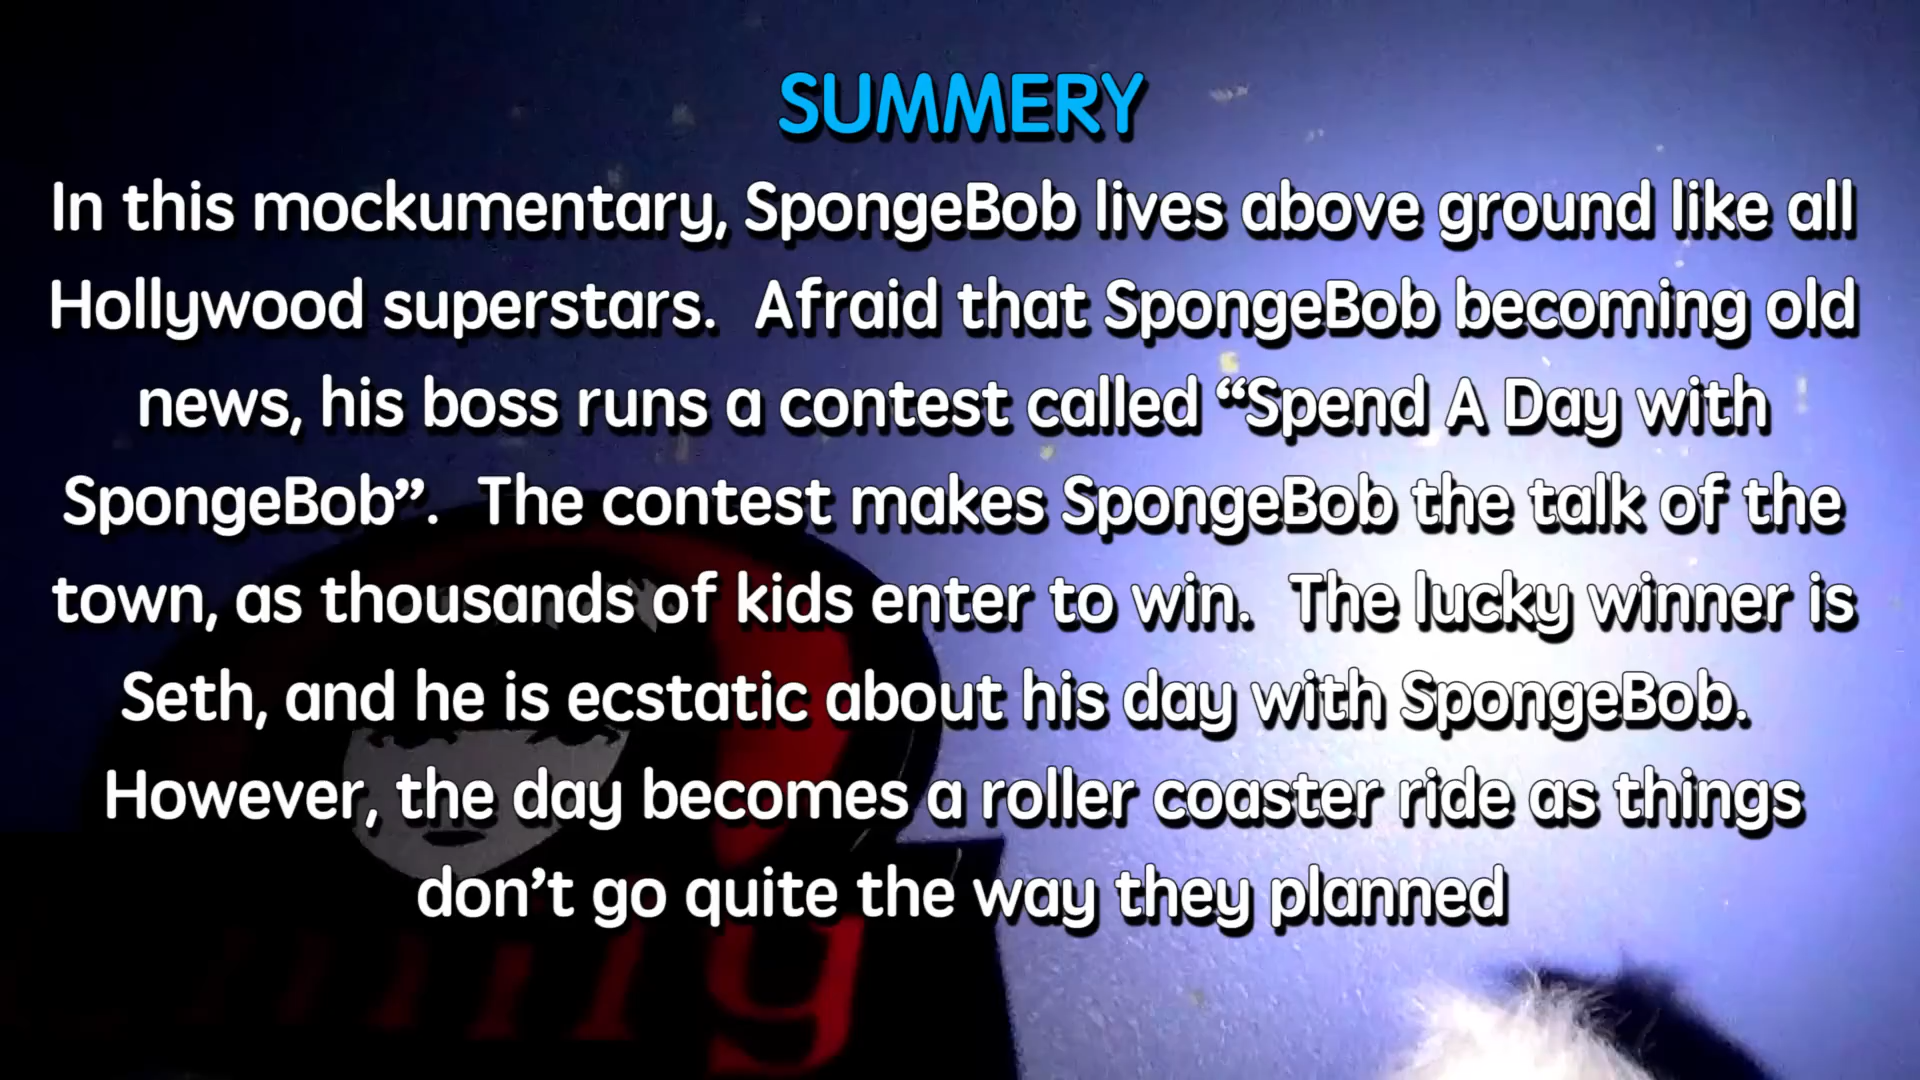 SUMMERY
In this mockumentary, SpongeBob lives above ground like all
Hollywood superstars.  Afraid that SpongeBob becoming old
news, his boss runs a contest called “Spend A Day with
SpongeBob”.  The contest makes SpongeBob the talk of the
town, as thousands of kids enter to win.  The lucky winner is
Seth, and he is ecstatic about his day with SpongeBob.
However, the day becomes a roller coaster ride as things
don’t go quite the way they planned